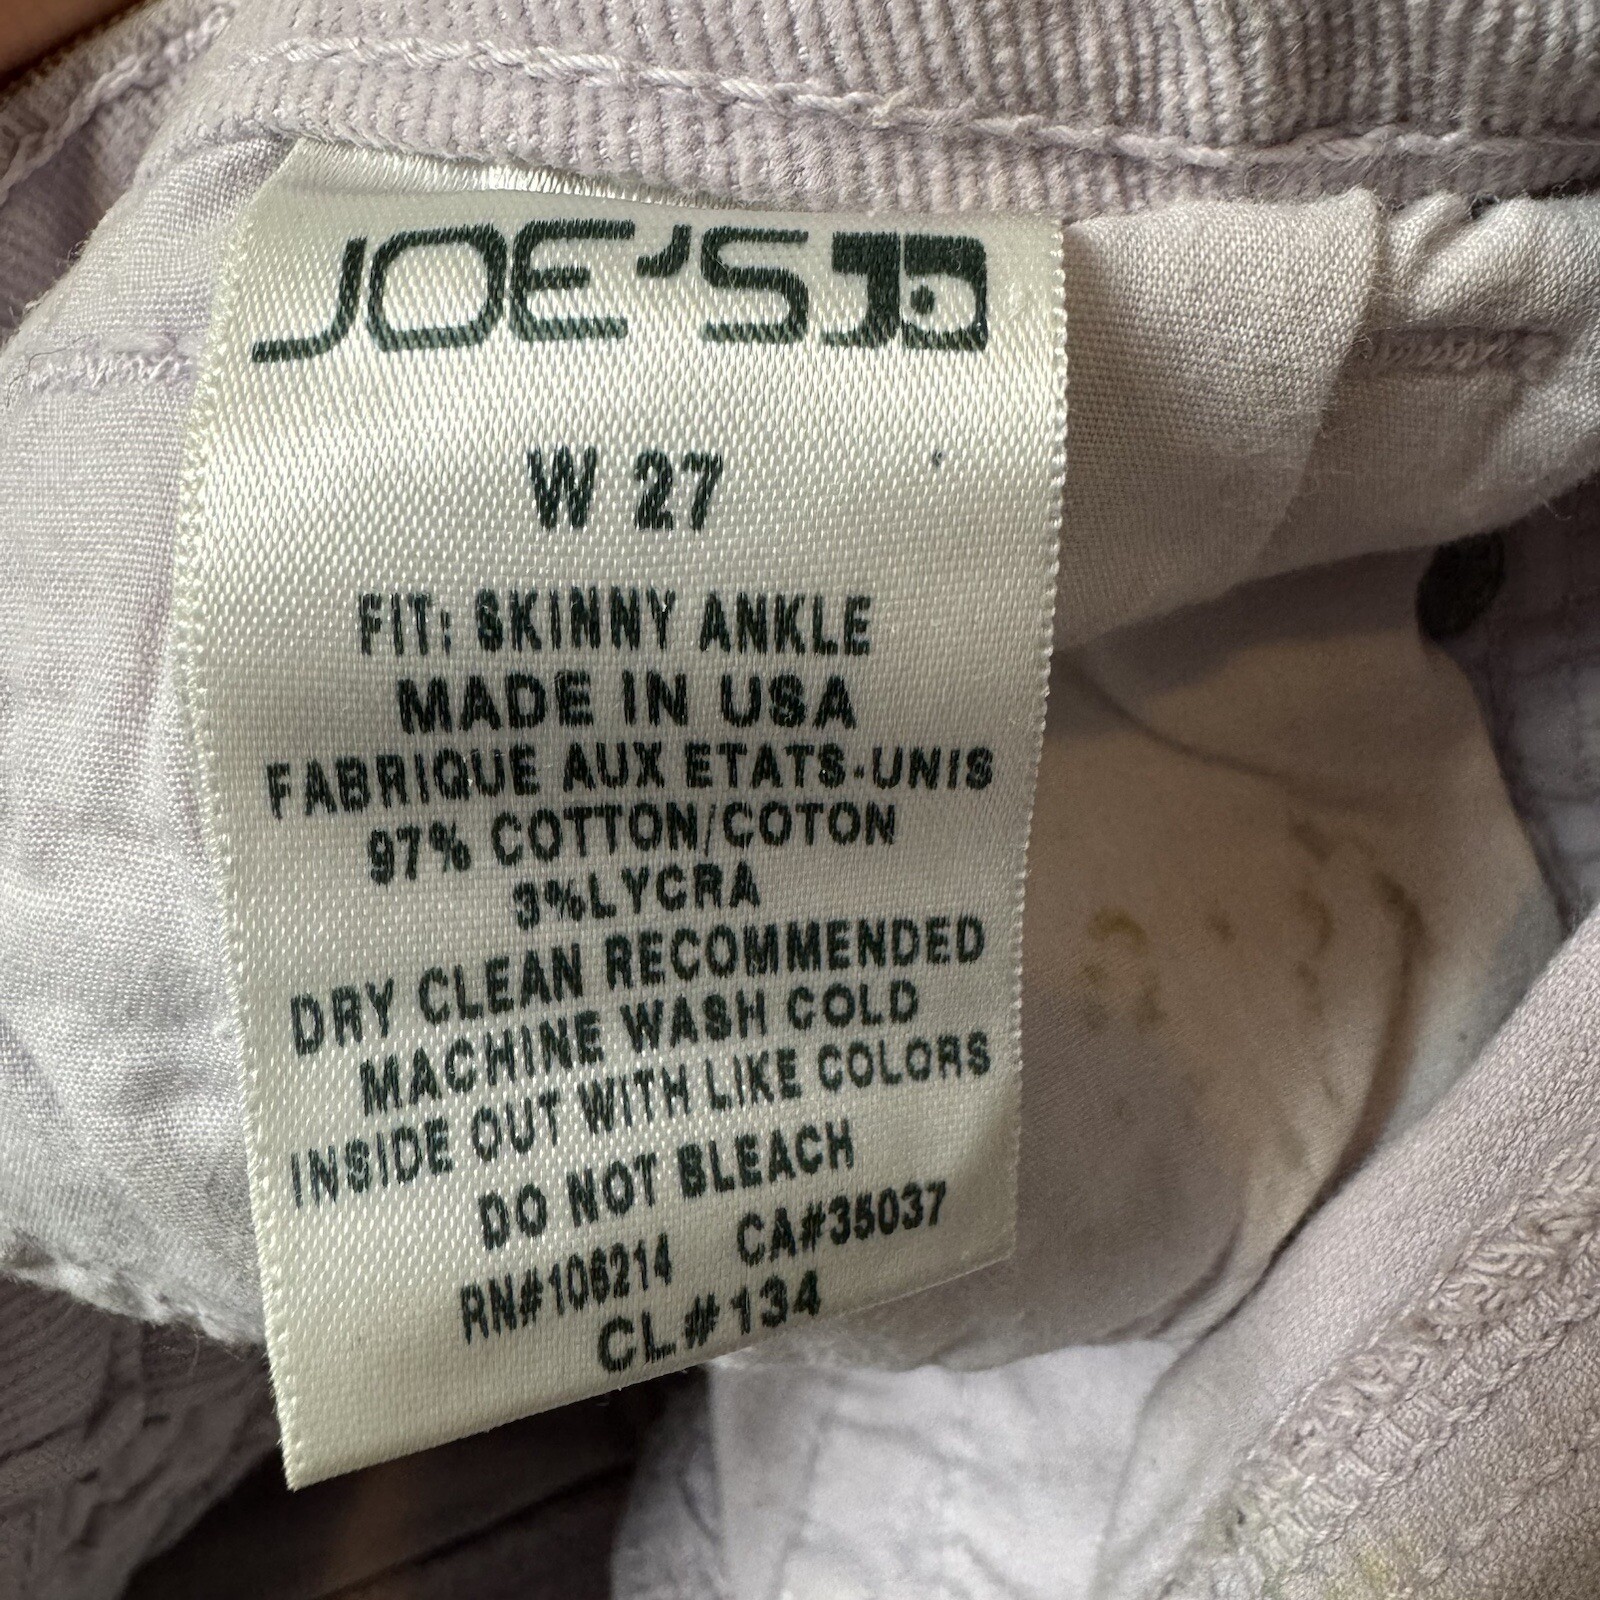 JOE'S
W 27
FIT: SKINNY ANKLE
MADE IN USA
FABRIQUE AUX ETATS-UNIS
97% COTTON/COTON
3%LYCRA
DRY CLEAN RECOMMENDED
MACHINE WASH COLD
INSIDE OUT WITH LIKE COLORS
DO NOT BLEACH
RN#106214 CA#35037
CL#134